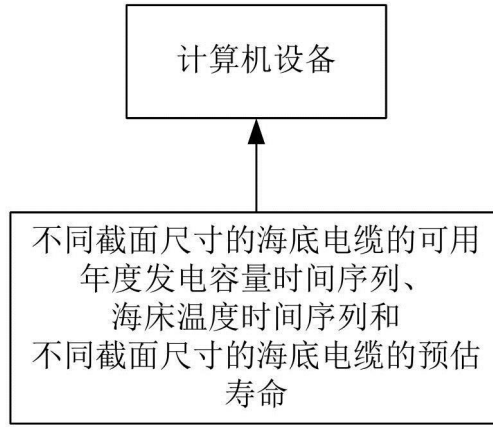 计算机设备
不同截面尺寸的海底电缆的可用
年度发电容量时间序列、
海床温度时间序列和
不同截面尺寸的海底电缆的预估
寿命